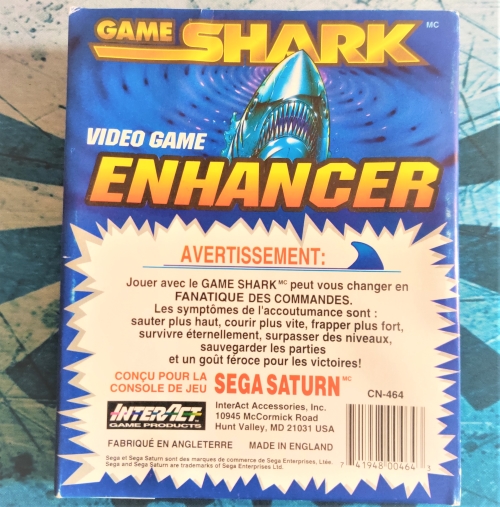 GAME SHARK MC
VIDEO GAME
ENHANCER
AVERTISSEMENT:
Jouer avec le GAME SHARK MC peut vous changer en
FANATIQUE DES COMMANDES.
Les symptômes de l'accoutumance sont :
sauter plus haut, courir plus vite, frapper plus fort,
survivre éternellement, surpasser des niveaux,
sauvegarder les parties
et un goût féroce pour les victoires!
CONÇU POUR LA
CONSOLE DE JEU
SEGA SATURN MC
CN-464
INTERACT
GAME PRODUCTS
InterAct Accessories, Inc.
10945 McCormick Road
Hunt Valley, MD 21031 USA
FABRIQUÉ EN ANGLETERRE MADE IN ENGLAND
Sega et Sega Saturn sont des marques de commerce de Sega Enterprises, Ltée.
Sega and Sega Saturn are trademarks of Sega Enterprises Ltd.
7 41948 00464 3